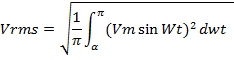 Vrms = √(1/π ∫_α^π (Vm sin Wt)² dwt)